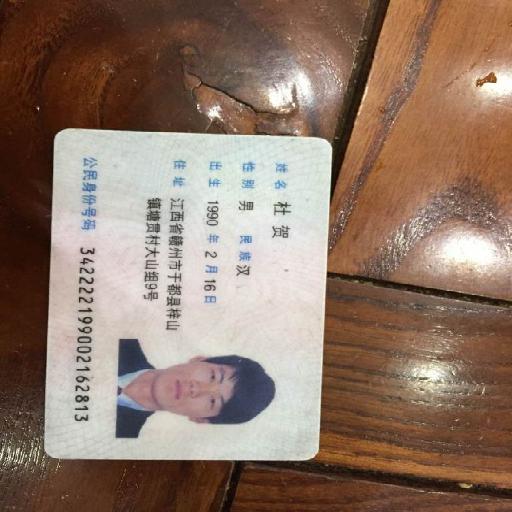 姓名 杜贺
性别 男 民族 汉
出生 1990 年 2 月 16 日
住址 江西省赣州市于都县梓山
镇塘贯村大山组9号
公民身份号码 342222199002162813